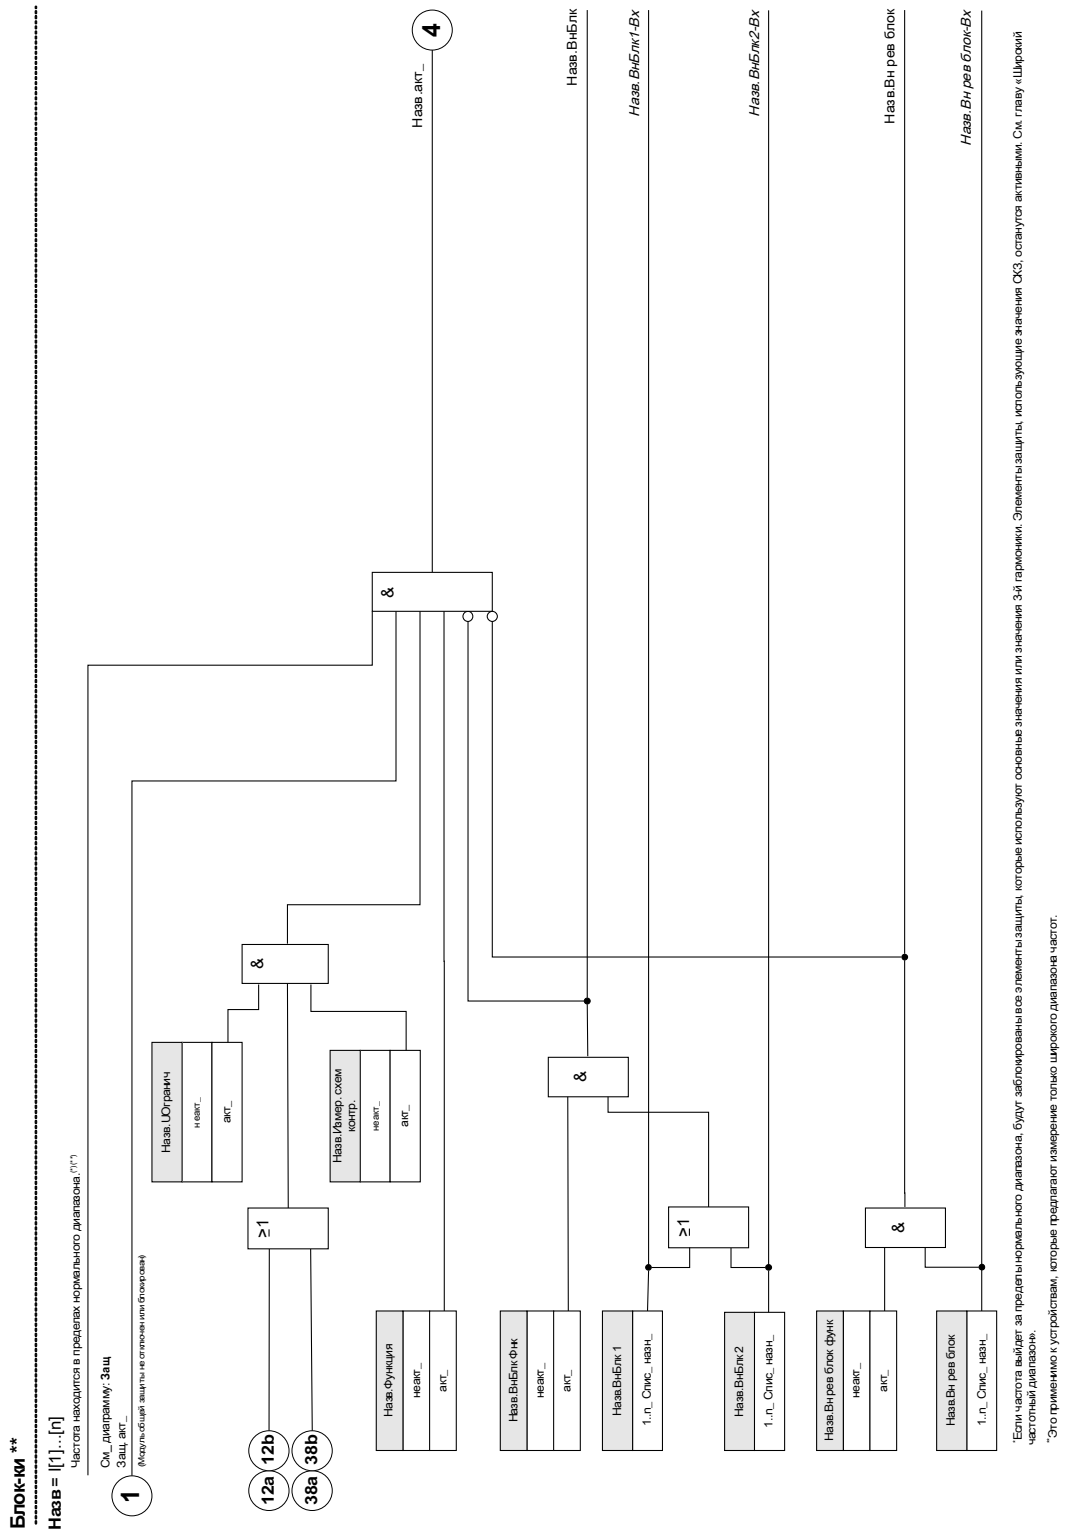 Блок-ки **
Назв = I[1]...[n]
Частота находится в пределах нормального диапазона.(*)(**)
См_ диаграмму: Защ
Защ. акт_
(Модуль общей защиты не отключен или блокирован)
1
12a
12b
38a
38b
≥1
Назв.UОгранич
неакт_
акт_
Назв.Измер. схем
контр.
неакт_
акт_
&
Назв.Функция
неакт_
акт_
&
Назв.акт_
4
Назв.ВнБлк Фнк
неакт_
акт_
&
Назв.ВнБлк
Назв.ВнБлк 1
1..n_ Спис_ назн_
≥1
Назв.ВнБлк1-Вх
Назв.ВнБлк 2
1..n_ Спис_ назн_
Назв.ВнБлк2-Вх
Назв.Вн рев блок функ
неакт_
акт_
&
Назв.Вн рев блок
Назв.Вн рев блок
1..n_ Спис_ назн_
Назв.Вн рев блок-Вх
*Если частота выйдет за пределы нормального диапазона, будут заблокированы все элементы защиты, которые используют основные значения или значения 3-й гармоники. Элементы защиты, использующие значения СКЗ, останутся активными. См. главу «Широкий
частотный диапазон».
**Это применимо к устройствам, которые предлагают измерение только широкого диапазона частот.